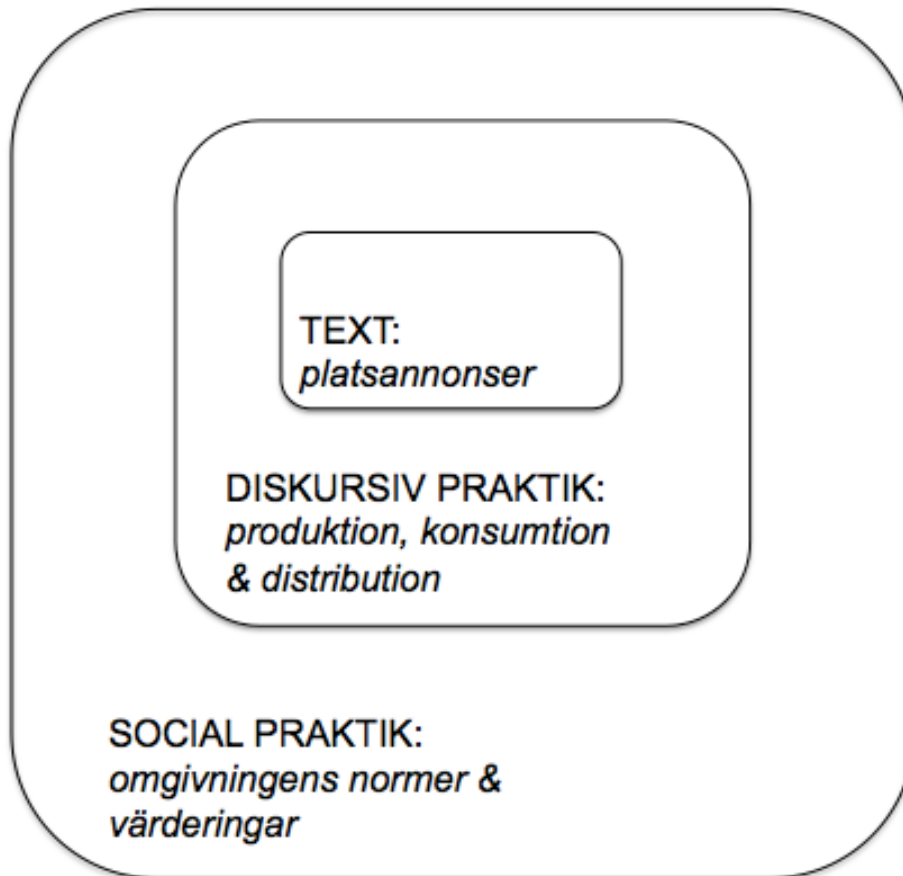 TEXT:
platsannonser
DISKURSIV PRAKTIK:
produktion, konsumtion
& distribution
SOCIAL PRAKTIK:
omgivningens normer &
värderingar